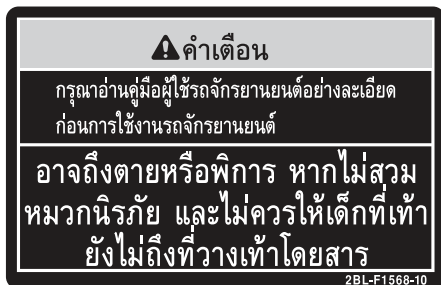 คำเตือน
กรุณาอ่านคู่มือผู้ใช้รถจักรยานยนต์อย่างละเอียด
ก่อนการใช้งานรถจักรยานยนต์
อาจถึงตายหรือพิการ หากไม่สวม
หมวกนิรภัย และไม่ควรให้เด็กที่เท้า
ยังไม่ถึงที่วางเท้าโดยสาร
2BL-F1568-10